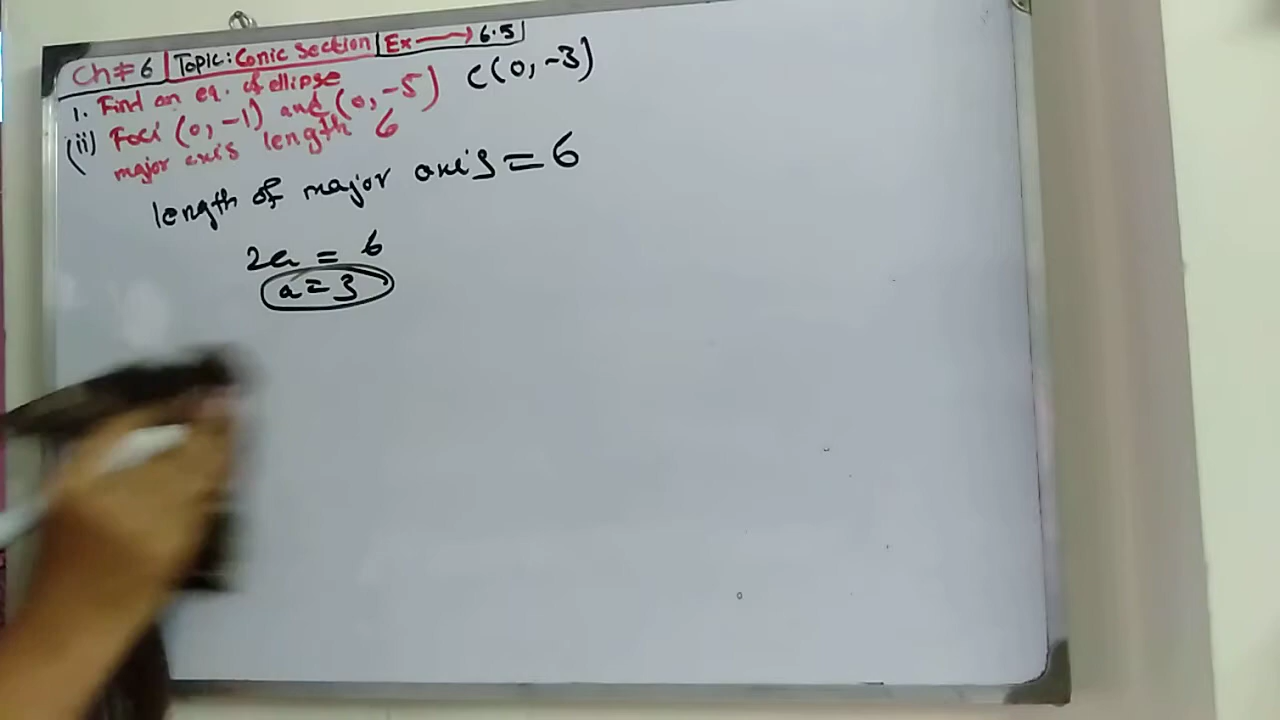 Ch # 6 | Topic: Conic section | Ex → 6.5
1. Find an eq. of ellipse
(ii) Foci (0, -1) and (0, -5) C(0, -3)
major axis length 6
length of major axis = 6
2a = 6
a = 3